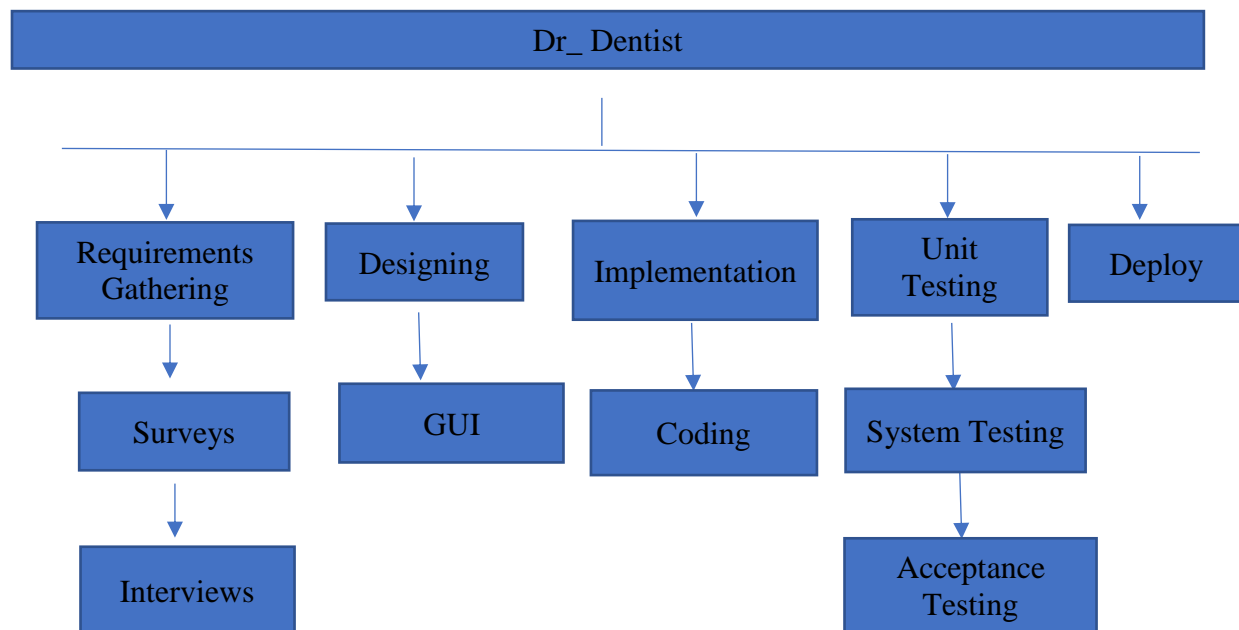 Dr_ Dentist
Requirements
Gathering
Designing
Implementation
Unit
Testing
Deploy
Surveys
GUI
Coding
System Testing
Interviews
Acceptance
Testing